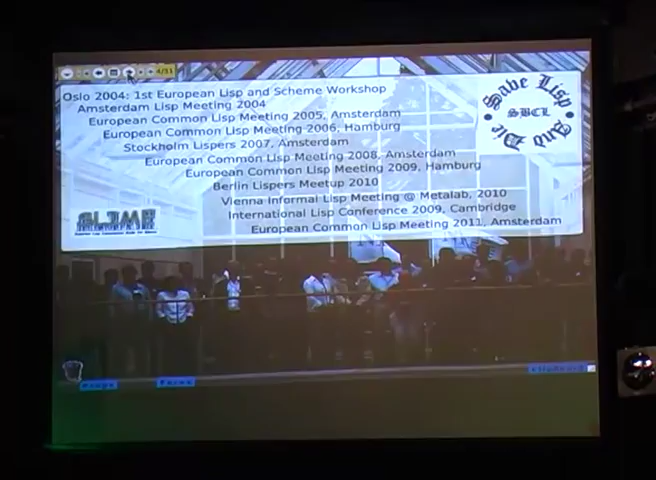 4/31
Oslo 2004: 1st European Lisp and Scheme Workshop
Amsterdam Lisp Meeting 2004
European Common Lisp Meeting 2005, Amsterdam
European Common Lisp Meeting 2006, Hamburg
Stockholm Lispers 2007, Amsterdam
European Common Lisp Meeting 2008, Amsterdam
European Common Lisp Meeting 2009, Hamburg
Berlin Lispers Meetup 2010
Vienna Informal Lisp Meeting @ Metalab, 2010
International Lisp Conference 2009, Cambridge
European Common Lisp Meeting 2011, Amsterdam
Save Lisp And Die
SBCL
SLIME